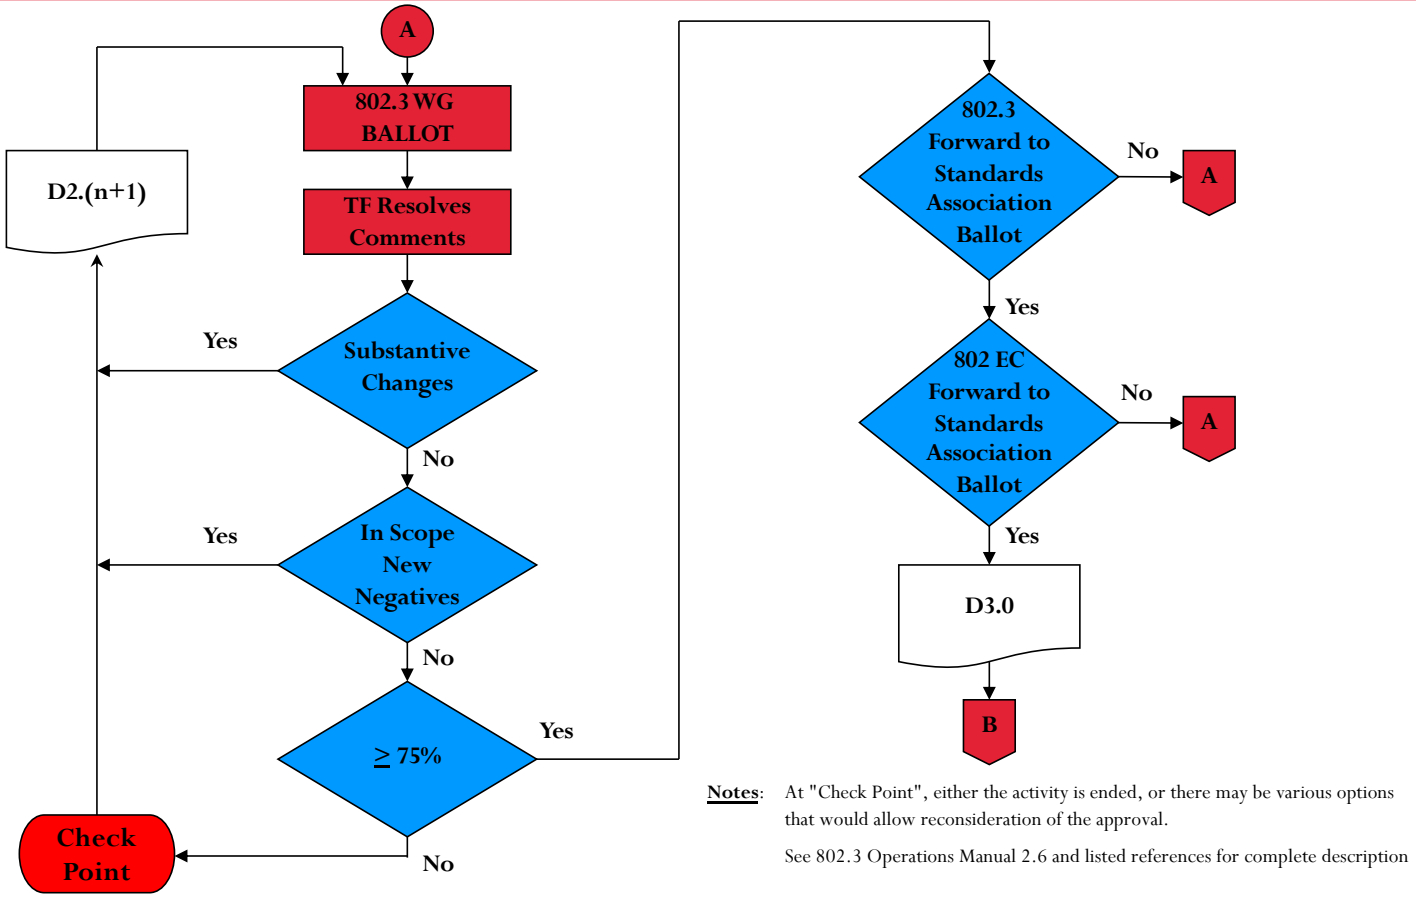 A
802.3 WG
BALLOT
D2.(n+1)
TF Resolves
Comments
Yes
Substantive
Changes
No
Yes
In Scope
New
Negatives
No
≥ 75%
Yes
Check
Point
No
802.3
Forward to
Standards
Association
Ballot
No
A
Yes
802 EC
Forward to
Standards
Association
Ballot
No
A
Yes
D3.0
B
Notes: At "Check Point", either the activity is ended, or there may be various options
that would allow reconsideration of the approval.
See 802.3 Operations Manual 2.6 and listed references for complete description